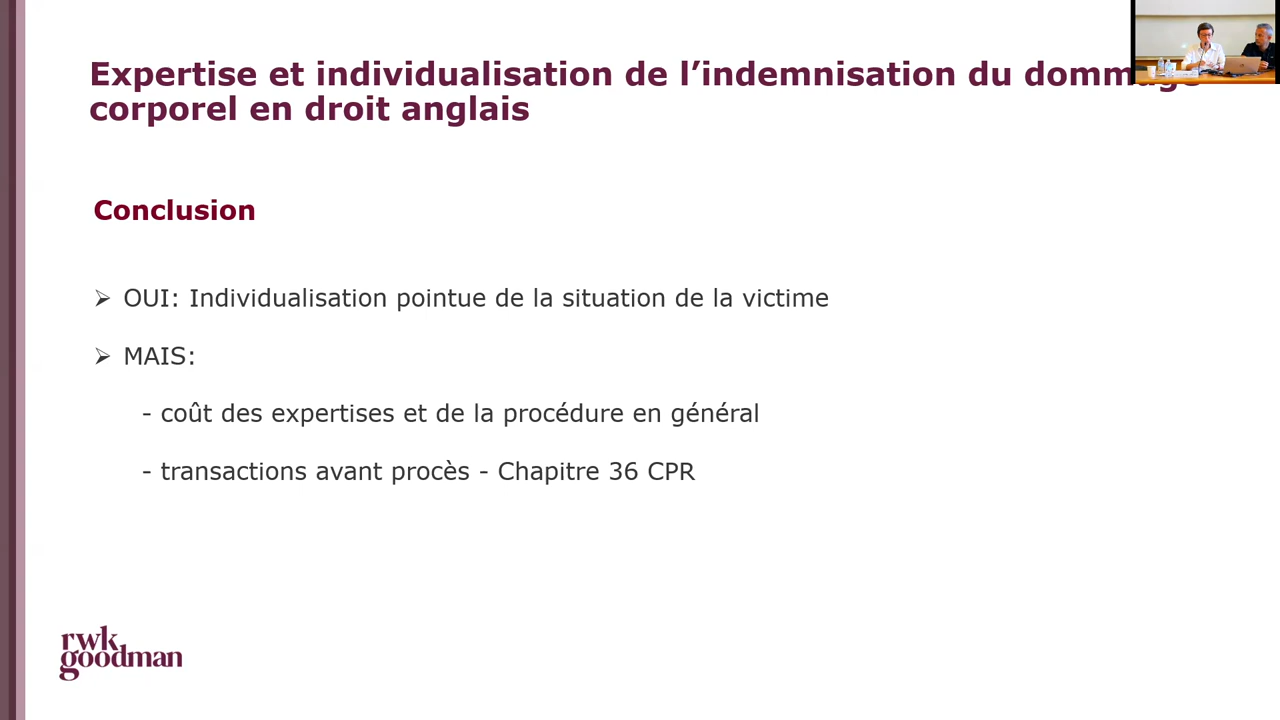 Expertise et individualisation de l’indemnisation du dommage
corporel en droit anglais
Conclusion
OUI: Individualisation pointue de la situation de la victime
MAIS:
- coût des expertises et de la procédure en général
- transactions avant procès - Chapitre 36 CPR
rwk
goodman